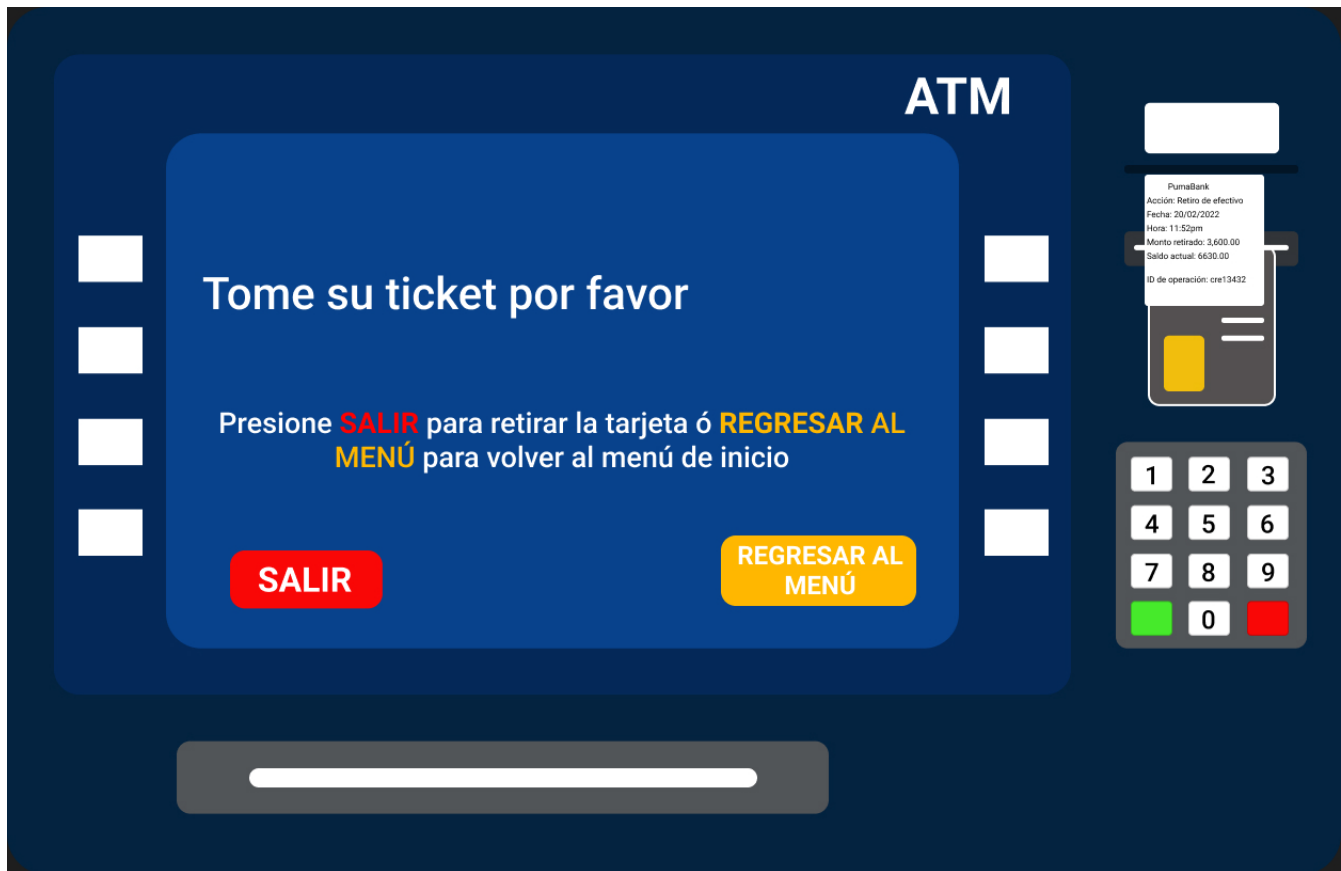 ATM
Tome su ticket por favor
Presione SALIR para retirar la tarjeta ó REGRESAR AL
MENÚ para volver al menú de inicio
SALIR
REGRESAR AL
MENÚ
PumaBank
Acción: Retiro de efectivo
Fecha: 20/02/2022
Hora: 11:52pm
Monto retirado: 3,600.00
Saldo actual: 6630.00
ID de operación: cre13432
1 2 3
4 5 6
7 8 9
0